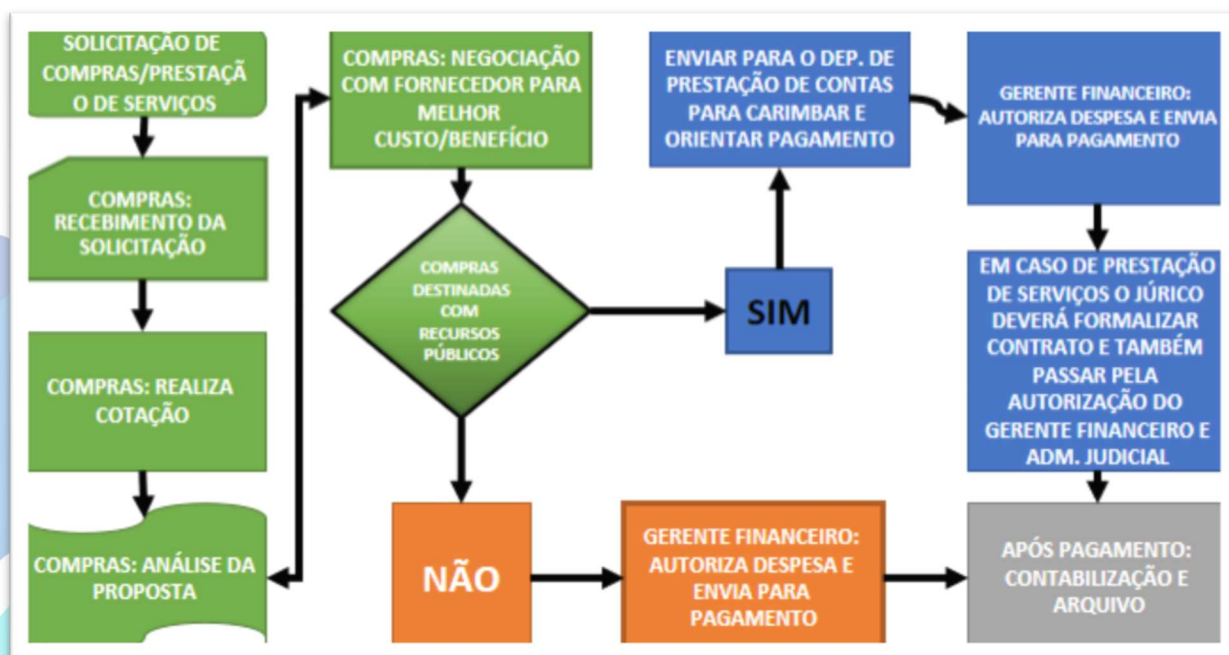 SOLICITAÇÃO DE
COMPRAS/PRESTAÇÃ
O DE SERVIÇOS
COMPRAS:
RECEBIMENTO DA
SOLICITAÇÃO
COMPRAS: REALIZA
COTAÇÃO
COMPRAS: ANÁLISE DA
PROPOSTA
COMPRAS: NEGOCIAÇÃO
COM FORNECEDOR PARA
MELHOR
CUSTO/BENEFÍCIO
COMPRAS
DESTINADAS
COM
RECURSOS
PÚBLICOS
SIM
ENVIAR PARA O DEP. DE
PRESTAÇÃO DE CONTAS
PARA CARIMBAR E
ORIENTAR PAGAMENTO
GERENTE FINANCEIRO:
AUTORIZA DESPESA E ENVIA
PARA PAGAMENTO
EM CASO DE PRESTAÇÃO
DE SERVIÇOS O JÚRICO
DEVERÁ FORMALIZAR
CONTRATO E TAMBÉM
PASSAR PELA
AUTORIZAÇÃO DO
GERENTE FINANCEIRO E
ADM. JUDICIAL
NÃO
GERENTE FINANCEIRO:
AUTORIZA DESPESA E
ENVIA PARA
PAGAMENTO
APÓS PAGAMENTO:
CONTABILIZAÇÃO E
ARQUIVO